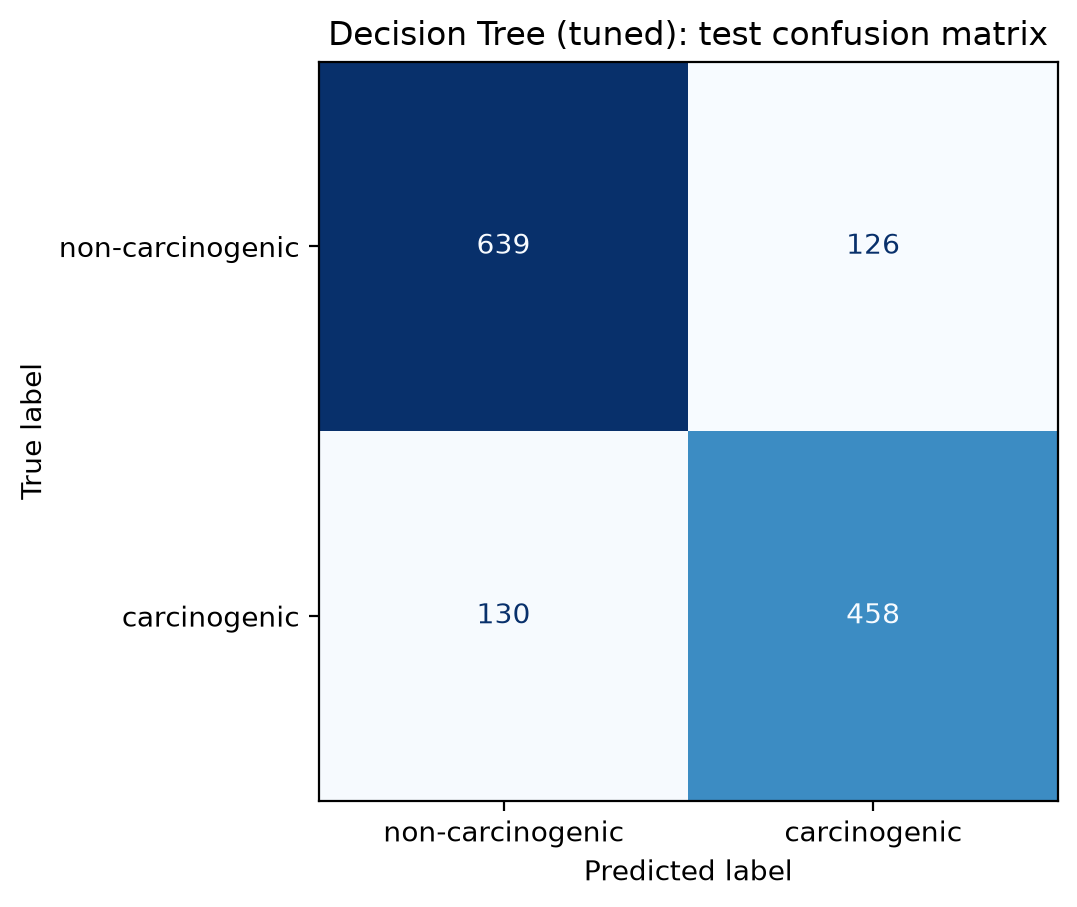 Decision Tree (tuned): test confusion matrix
True label
non-carcinogenic
639
126
carcinogenic
130
458
non-carcinogenic
carcinogenic
Predicted label